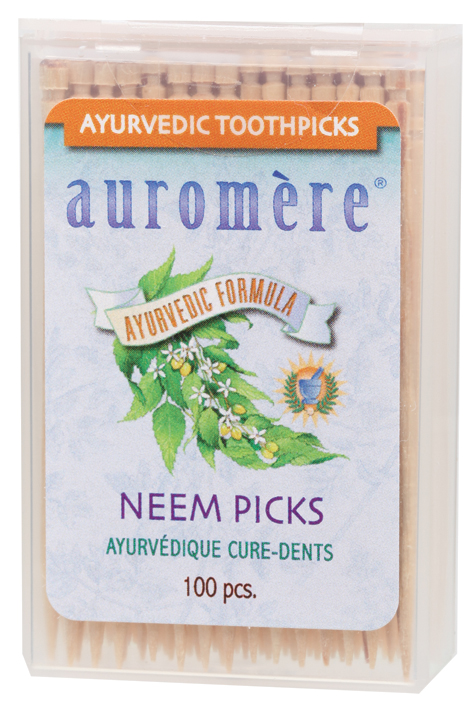 AYURVEDIC TOOTHPICKS
auromère®
AYURVEDIC FORMULA
NEEM PICKS
AYURVÉDIQUE CURE-DENTS
100 pcs.